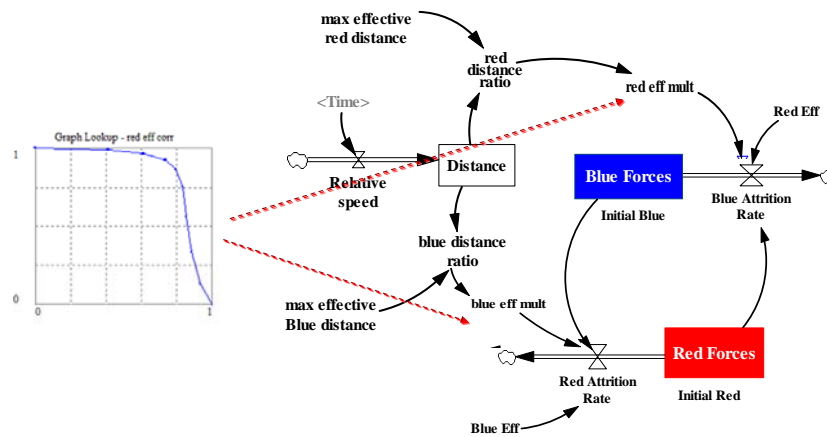 max effective
red distance
red
distance
ratio
red eff mult
<Time>
Red Eff
Graph Lookup - red eff corr
1
0
0
1
Distance
Relative
speed
Blue Forces
Initial Blue
Blue Attrition
Rate
blue distance
ratio
max effective
Blue distance
blue eff mult
Red Forces
Initial Red
Red Attrition
Rate
Blue Eff